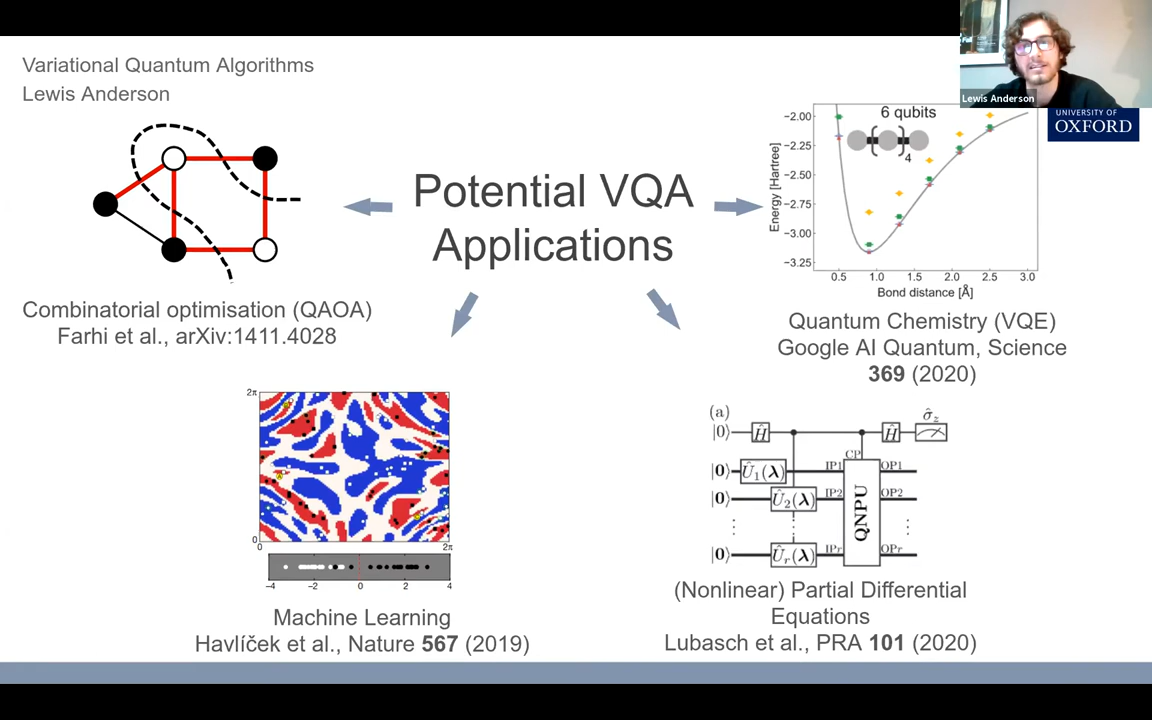 Variational Quantum Algorithms
Lewis Anderson
Lewis Anderson
UNIVERSITY OF
OXFORD
Potential VQA
Applications
Combinatorial optimisation (QAOA)
Farhi et al., arXiv:1411.4028
6 qubits
4
Energy [Hartree]
−2.00
−2.25
−2.50
−2.75
−3.00
−3.25
0.5 1.0 1.5 2.0 2.5 3.0
Bond distance [Å]
Quantum Chemistry (VQE)
Google AI Quantum, Science
369 (2020)
2π
0
0 2π
−4 −2 0 2 4
Machine Learning
Havlíček et al., Nature 567 (2019)
(a)
σ̂z
|0⟩ Ĥ Ĥ
CP
|0⟩ Û1(λ) IP1 OP1
|0⟩ Û2(λ) IP2 OP2
QNPU
|0⟩ Ûr(λ) IPr OPr
(Nonlinear) Partial Differential
Equations
Lubasch et al., PRA 101 (2020)